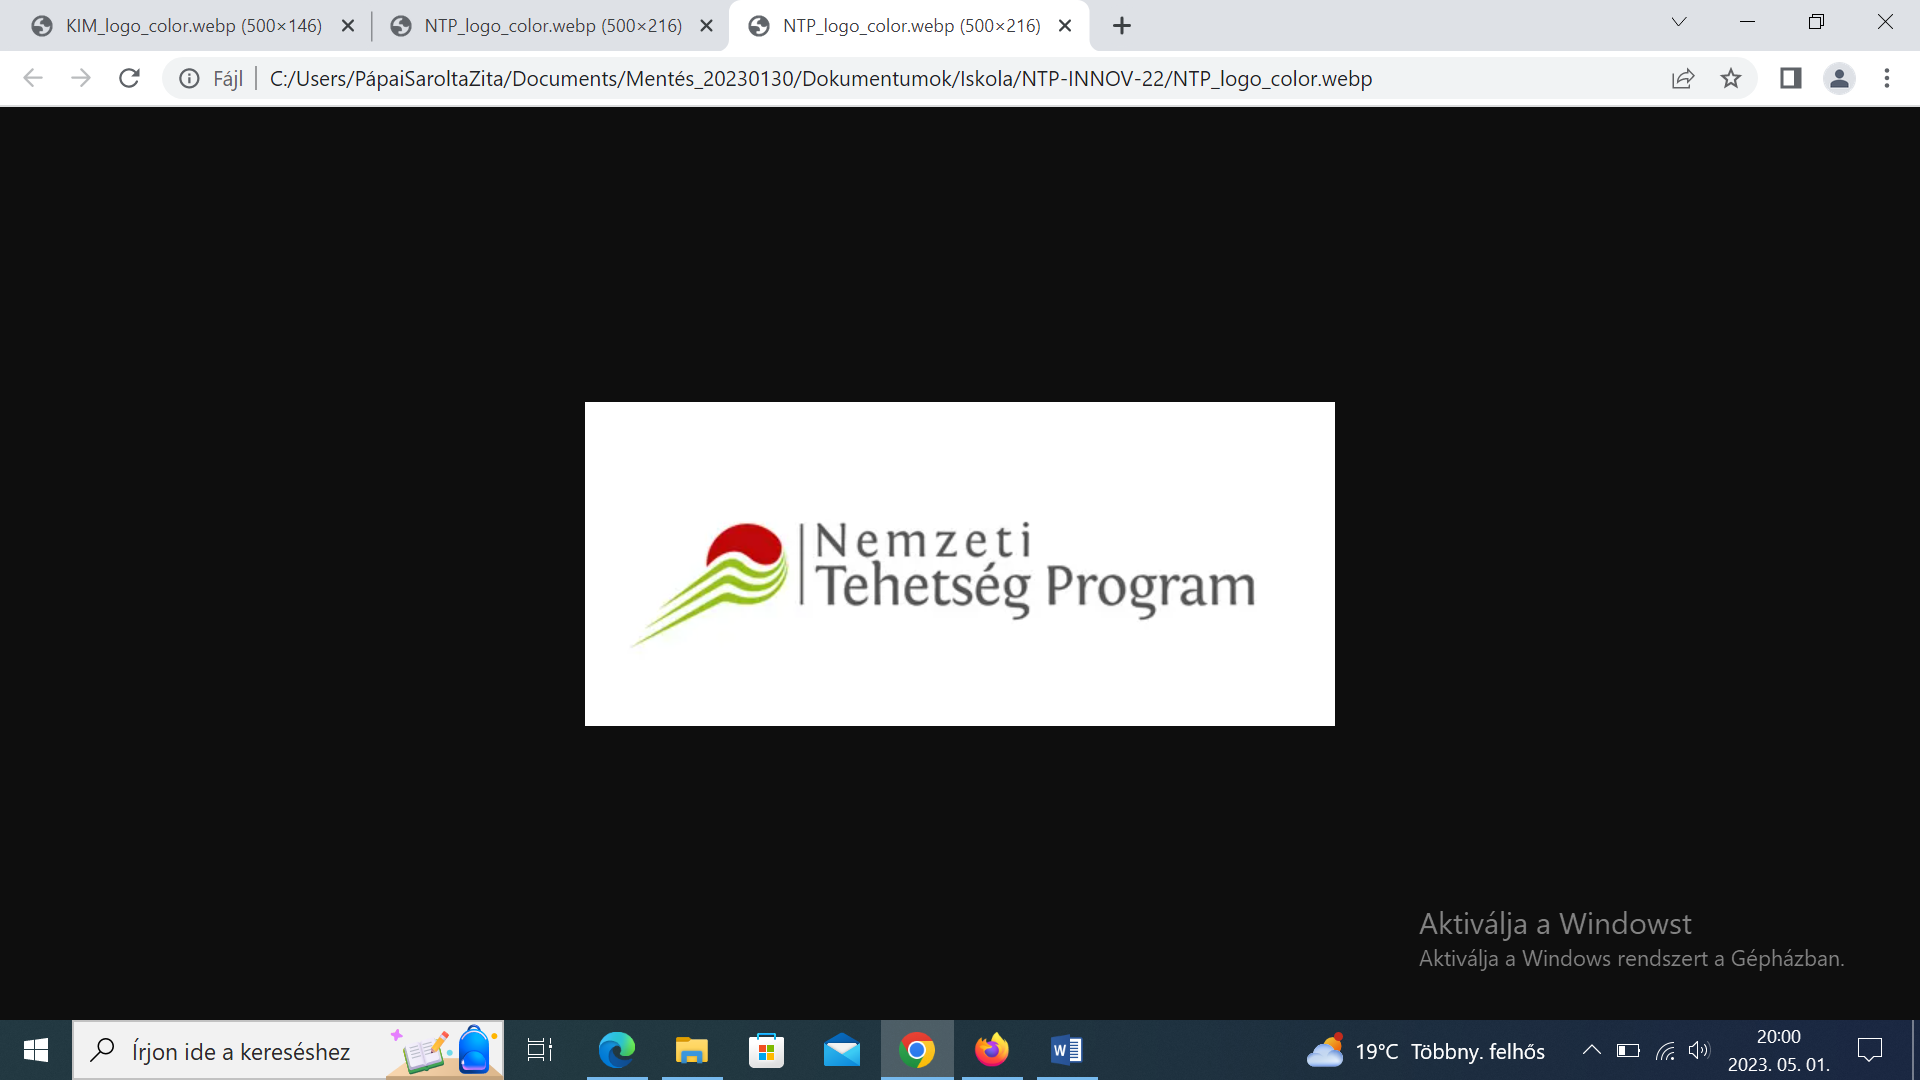 KIM_logo_color.webp (500×146)
NTP_logo_color.webp (500×216)
NTP_logo_color.webp (500×216)
Fájl
C:/Users/PápaiSaroltaZita/Documents/Mentés_20230130/Dokumentumok/Iskola/NTP-INNOV-22/NTP_logo_color.webp
Nemzeti
Tehetség Program
Aktiválja a Windowst
Aktiválja a Windows rendszert a Gépházban.
Írjon ide a kereséshez
W
19°C Többny. felhős
20:00
2023. 05. 01.